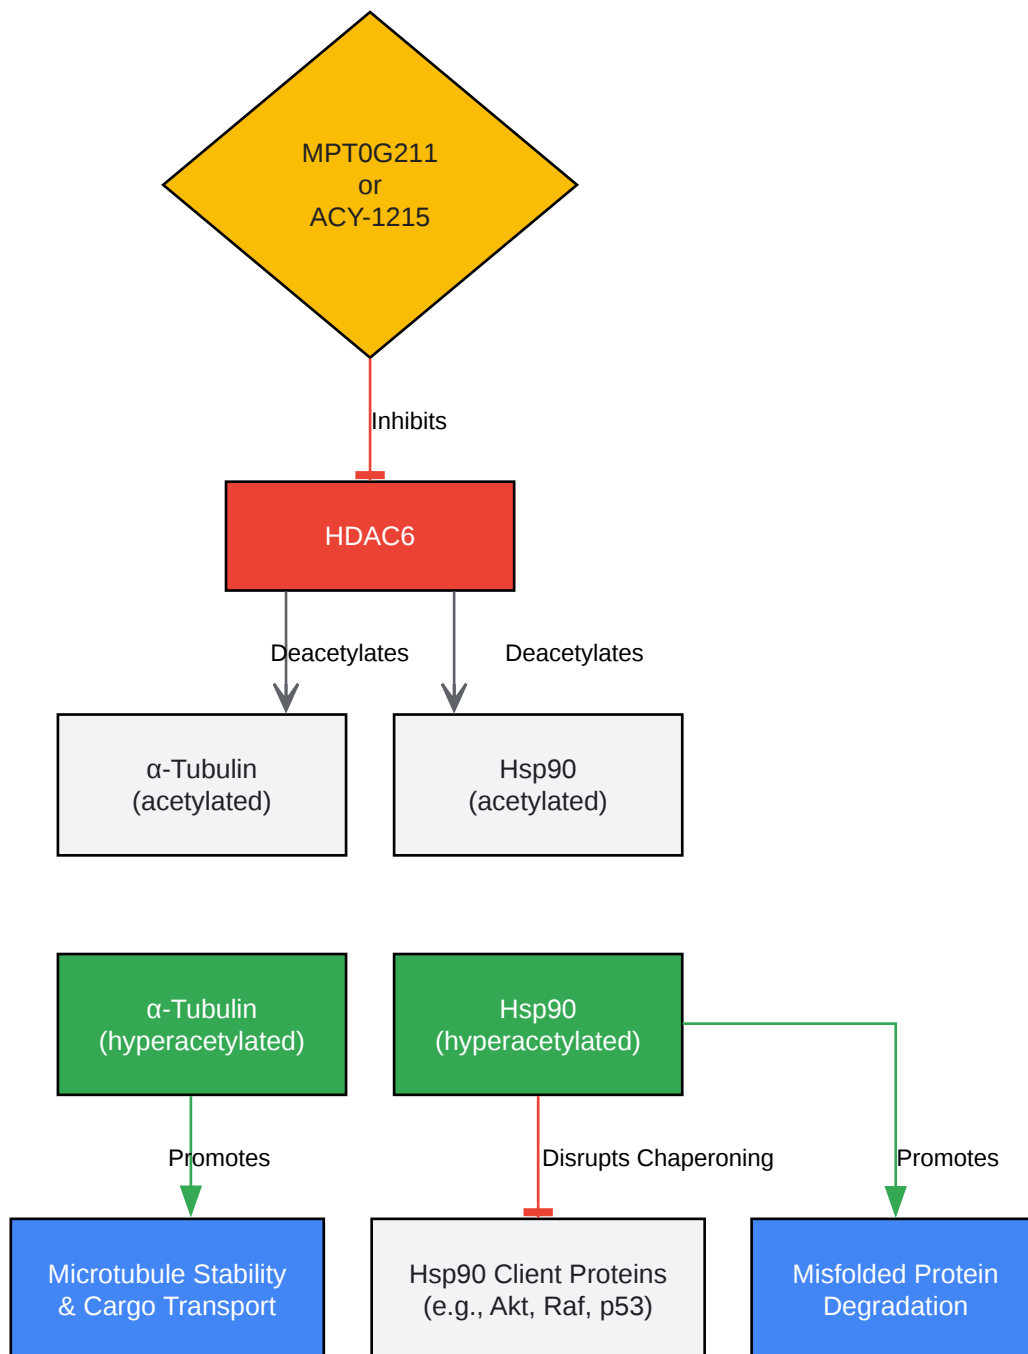 MPT0G211
or
ACY-1215
Inhibits
HDAC6
Deacetylates
Deacetylates
α-Tubulin
(acetylated)
Hsp90
(acetylated)
α-Tubulin
(hyperacetylated)
Hsp90
(hyperacetylated)
Promotes
Disrupts Chaperoning
Promotes
Microtubule Stability
& Cargo Transport
Hsp90 Client Proteins
(e.g., Akt, Raf, p53)
Misfolded Protein
Degradation